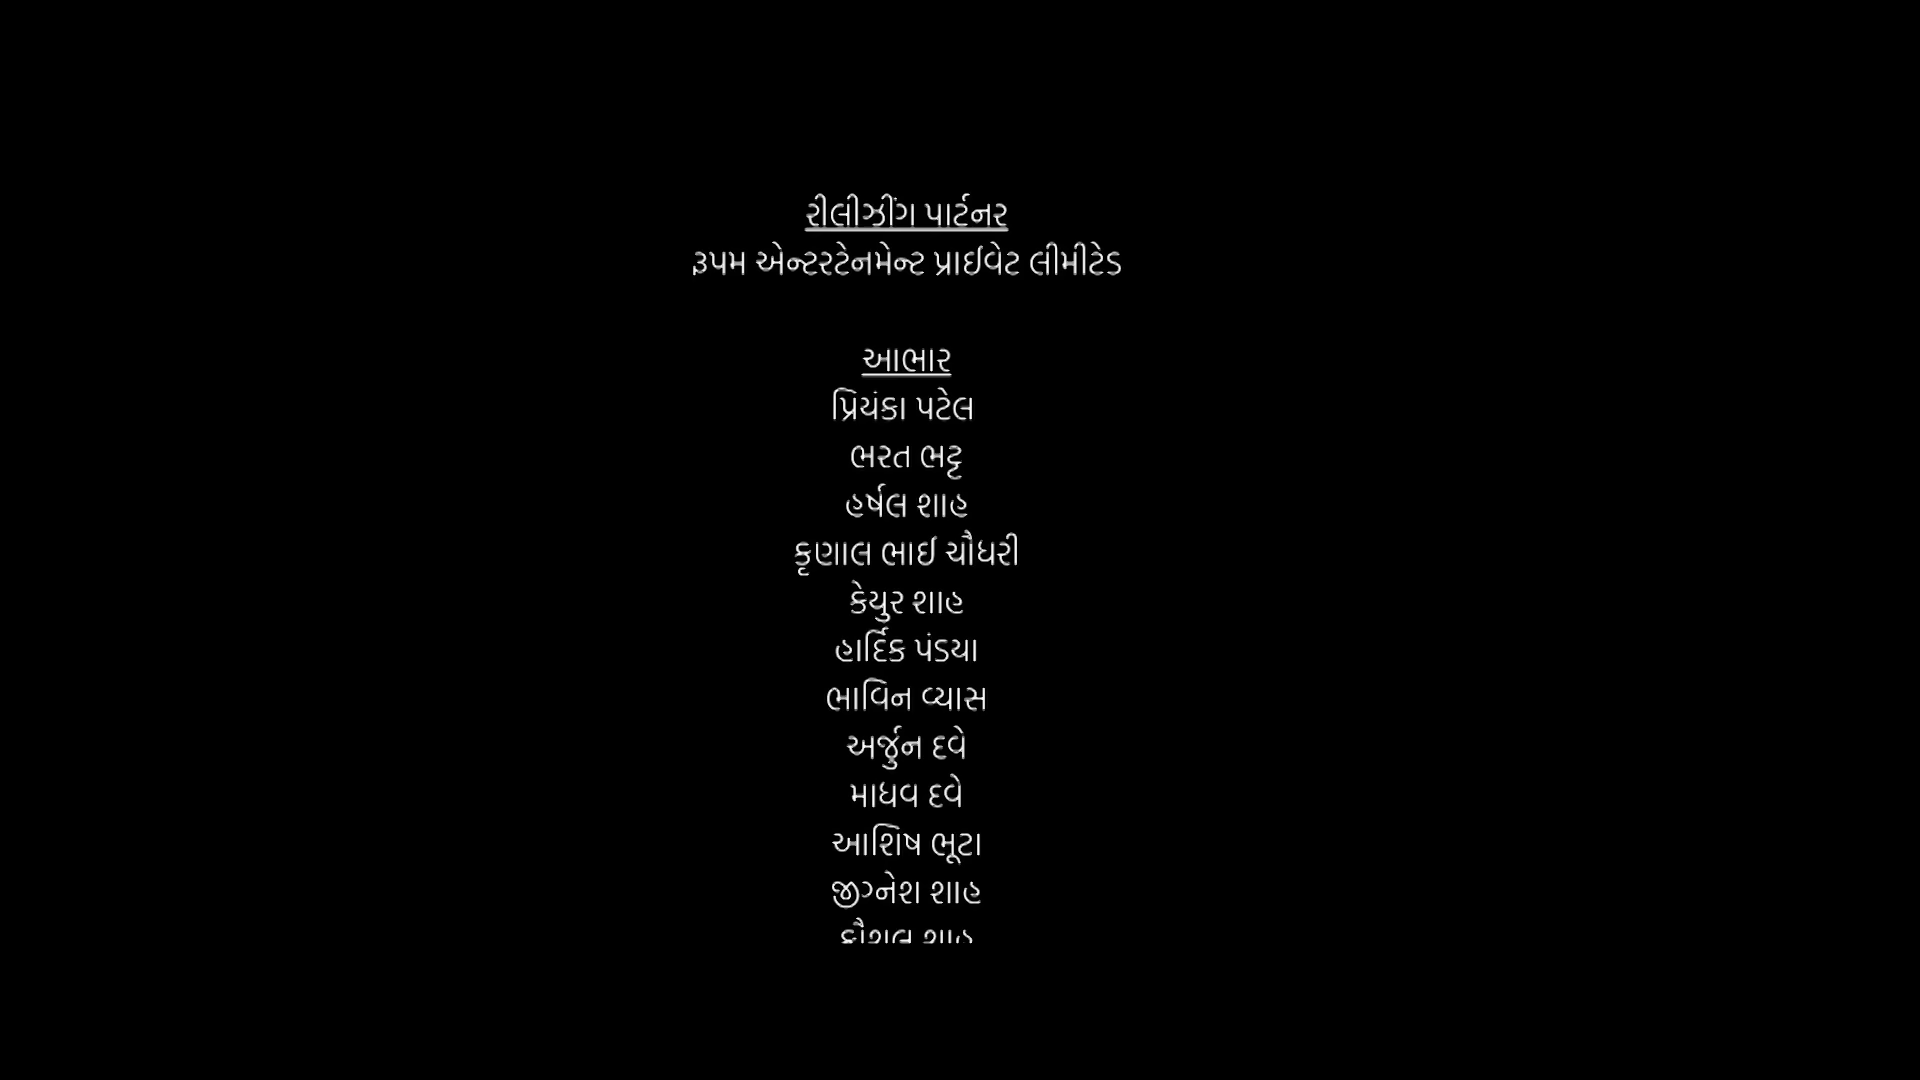 રીલીઝીંગ પાર્ટનર
રૂપમ એન્ટરટેનમેન્ટ પ્રાઈવેટ લીમીટેડ
આભાર
પ્રિયંકા પટેલ
ભરત ભટ્ટ
હર્ષલ શાહ
કૃણાલ ભાઈ ચૌધરી
કેયુર શાહ
હાર્દિક પંડયા
ભાવિન વ્યાસ
અર્જુન દવે
માધવ દવે
આશિષ ભૂટા
જીગ્નેશ શાહ
કૌશલ શાહ